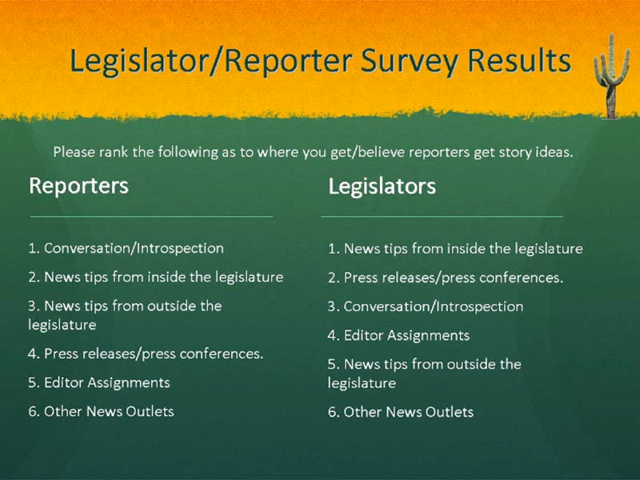 Legislator/Reporter Survey Results
Please rank the following as to where you get/believe reporters get story ideas.
Reporters
1. Conversation/Introspection
2. News tips from inside the legislature
3. News tips from outside the
legislature
4. Press releases/press conferences.
5. Editor Assignments
6. Other News Outlets
Legislators
1. News tips from inside the legislature
2. Press releases/press conferences.
3. Conversation/Introspection
4. Editor Assignments
5. News tips from outside the
legislature
6. Other News Outlets